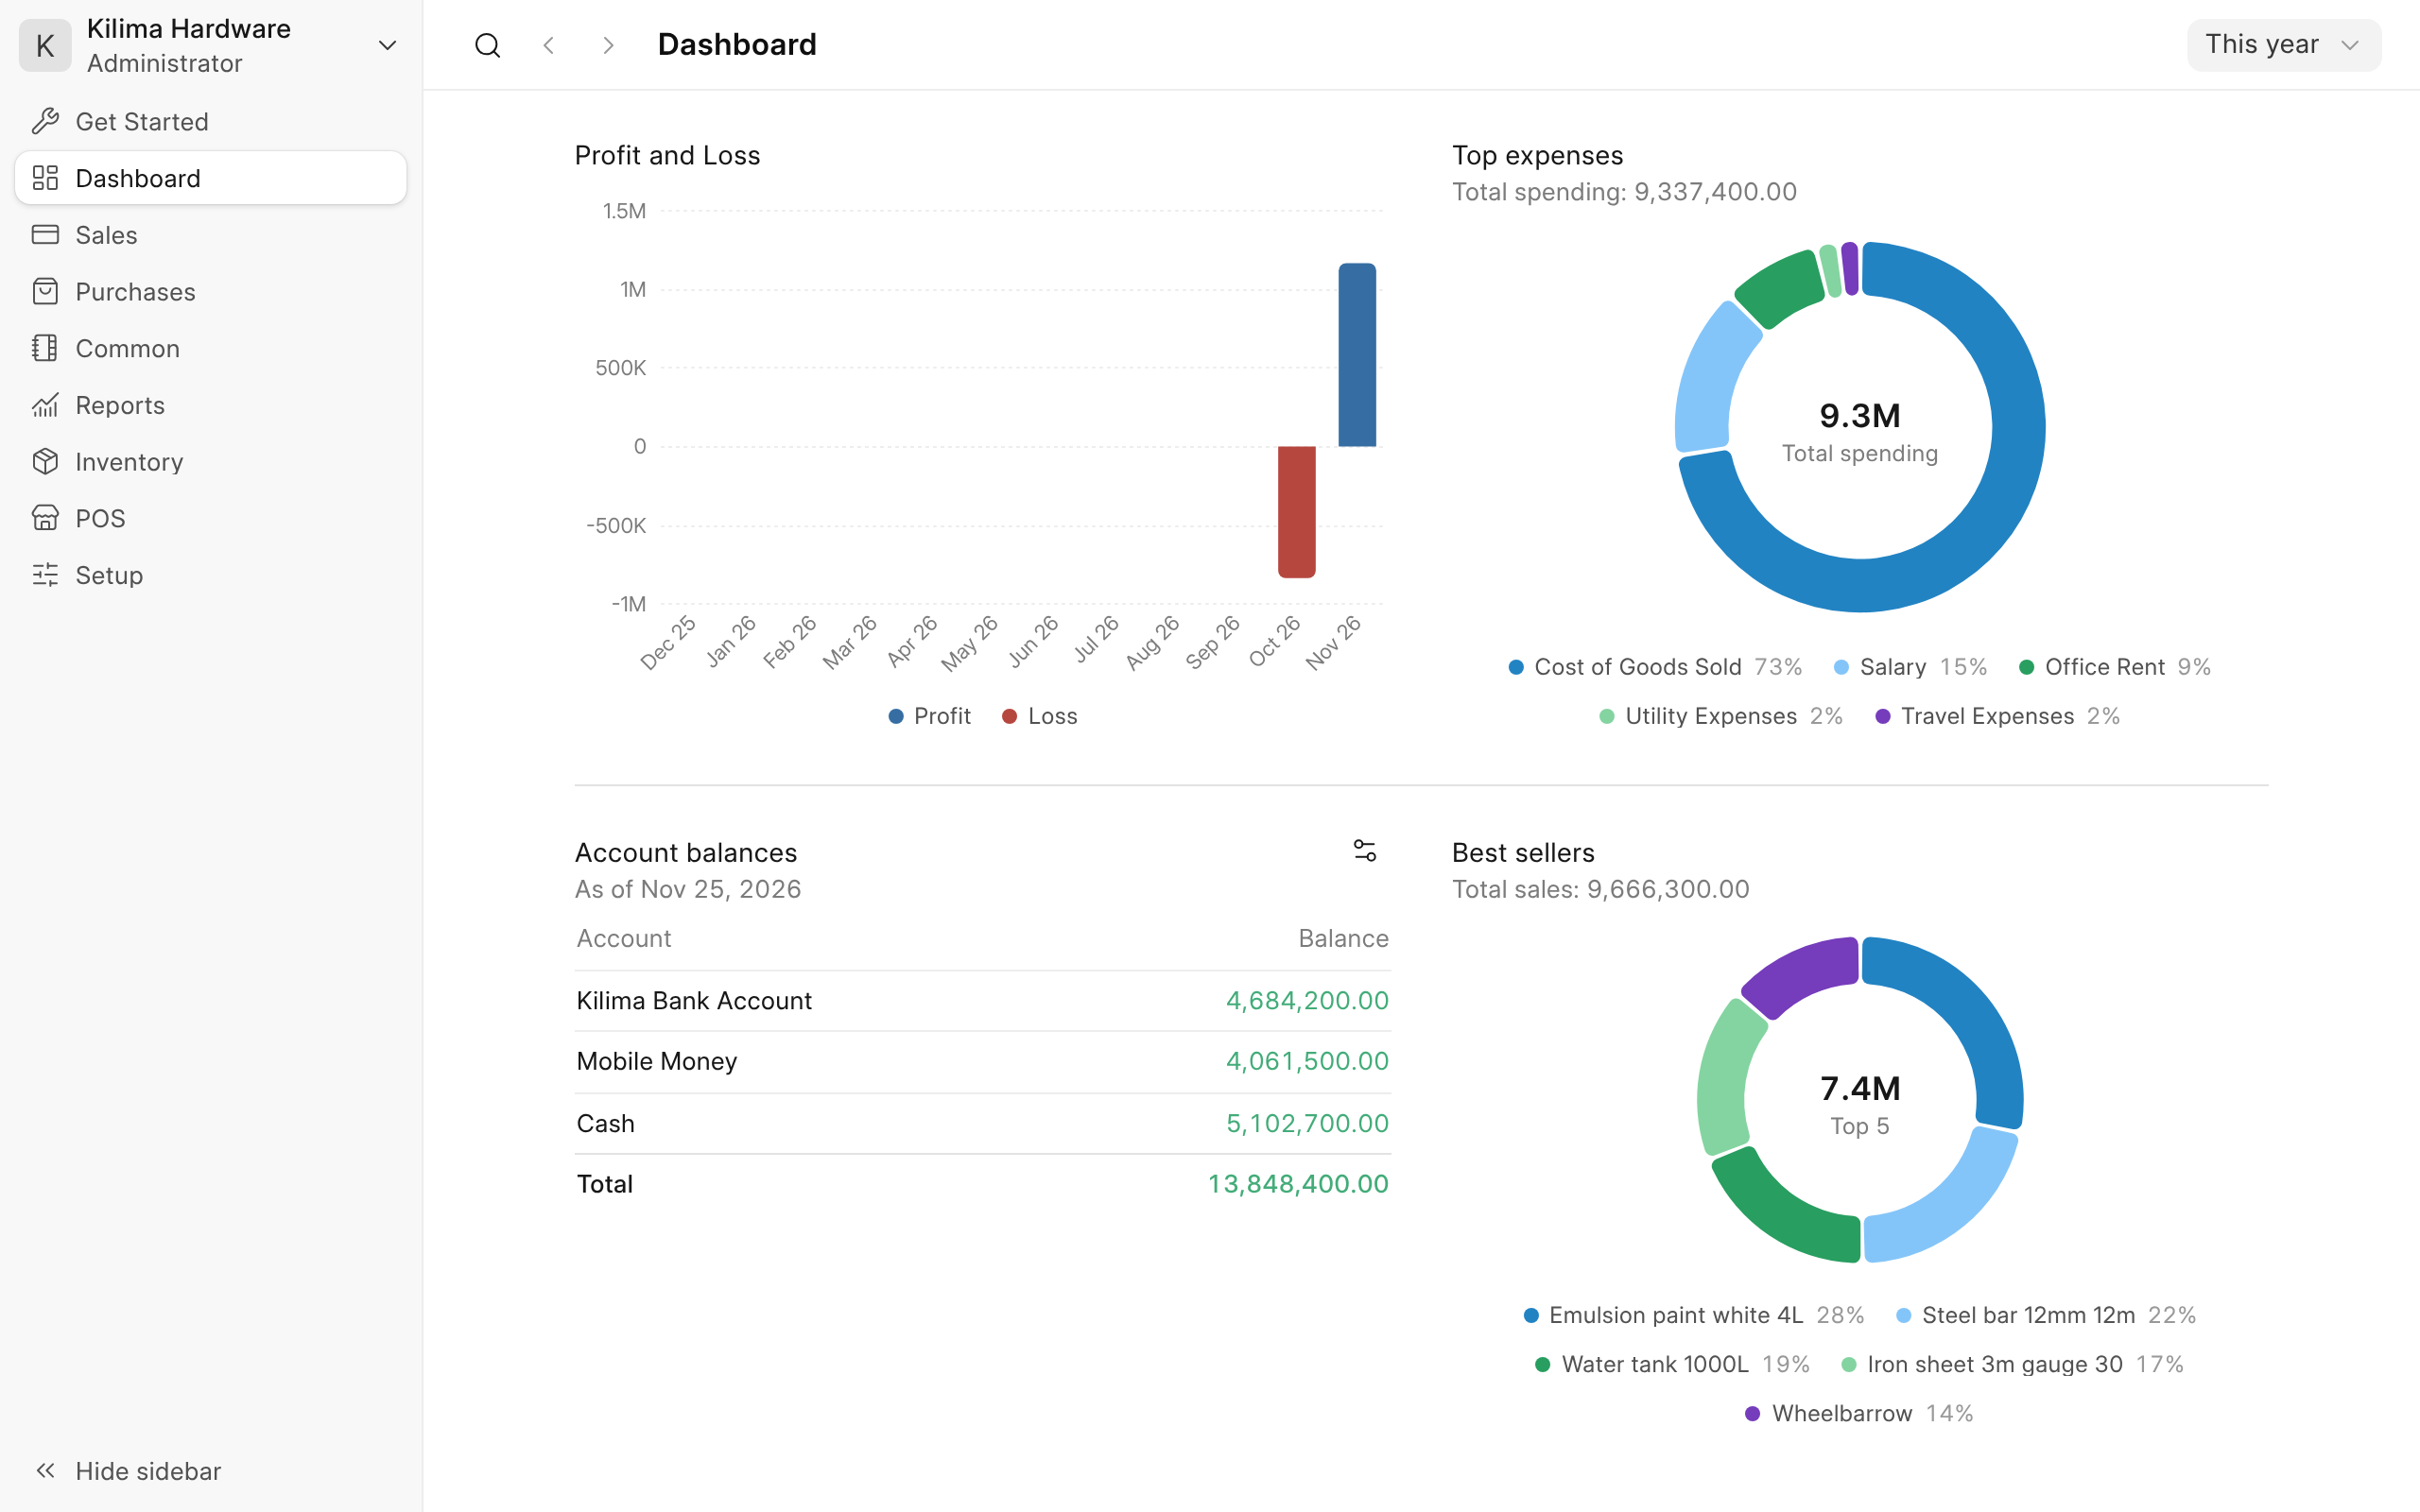 K
Kilima Hardware
Administrator
Get Started
Dashboard
Sales
Purchases
Common
Reports
Inventory
POS
Setup
Hide sidebar
Dashboard
This year
Profit and Loss
1.5M
1M
500K
0
-500K
-1M
Dec 25 Jan 26 Feb 26 Mar 26 Apr 26 May 26 Jun 26 Jul 26 Aug 26 Sep 26 Oct 26 Nov 26
Profit Loss
Top expenses
Total spending: 9,337,400.00
9.3M
Total spending
Cost of Goods Sold 73% Salary 15% Office Rent 9%
Utility Expenses 2% Travel Expenses 2%
Account balances
As of Nov 25, 2026
Account Balance
Kilima Bank Account 4,684,200.00
Mobile Money 4,061,500.00
Cash 5,102,700.00
Total 13,848,400.00
Best sellers
Total sales: 9,666,300.00
7.4M
Top 5
Emulsion paint white 4L 28% Steel bar 12mm 12m 22%
Water tank 1000L 19% Iron sheet 3m gauge 30 17%
Wheelbarrow 14%